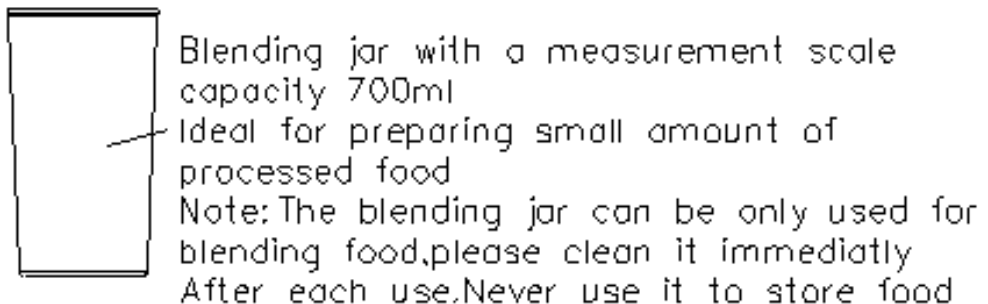 Blending jar with a measurement scale
capacity 700ml
Ideal for preparing small amount of
processed food
Note: The blending jar can be only used for
blending food,please clean it immediatly
After each use.Never use it to store food